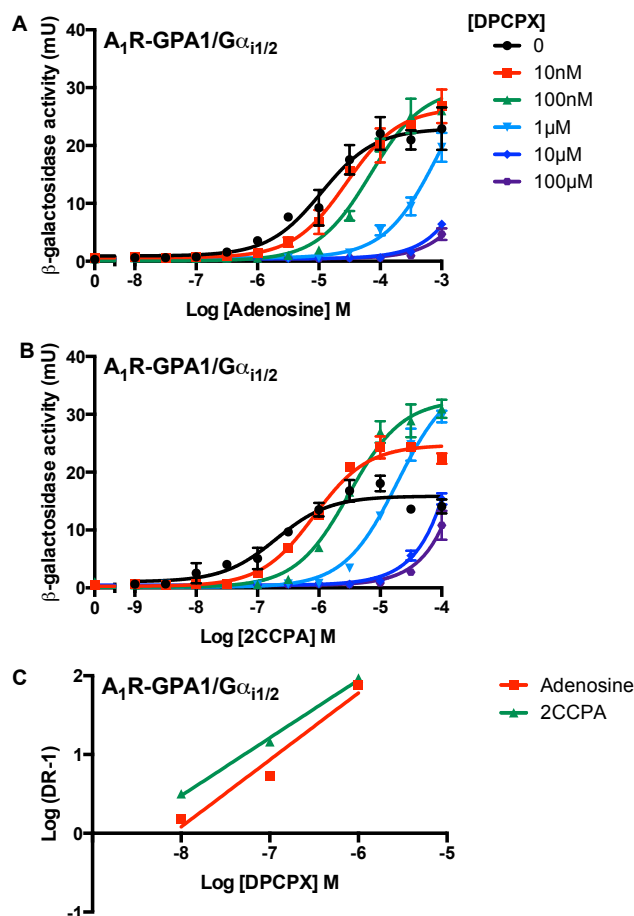 A
A₁R-GPA1/Gαi1/2
[DPCPX]
0
10nM
100nM
1μM
10μM
100μM
β-galactosidase activity (mU)
40
30
20
10
0
0 -8 -7 -6 -5 -4 -3
Log [Adenosine] M
B
A₁R-GPA1/Gαi1/2
β-galactosidase activity (mU)
40
30
20
10
0
0 -9 -8 -7 -6 -5 -4
Log [2CCPA] M
C
A₁R-GPA1/Gαi1/2
Adenosine
2CCPA
Log (DR-1)
2
1
0
-1
-8 -7 -6 -5
Log [DPCPX] M